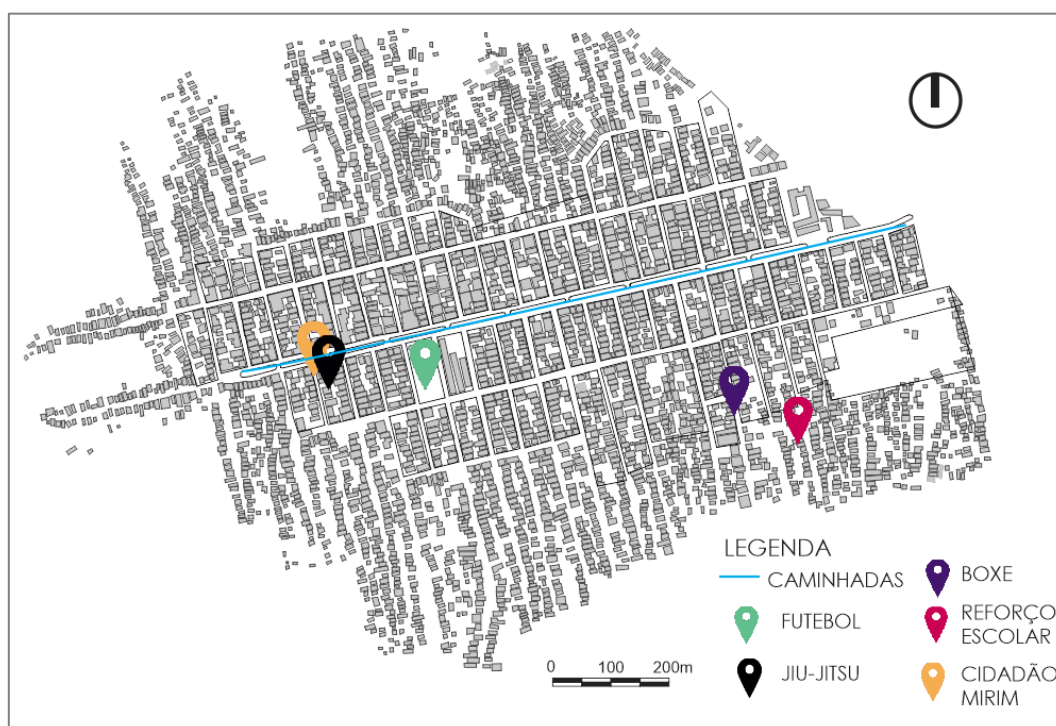 LEGENDA
CAMINHADAS
FUTEBOL
JIU-JITSU
BOXE
REFORÇO
ESCOLAR
CIDADÃO
MIRIM
0 100 200m